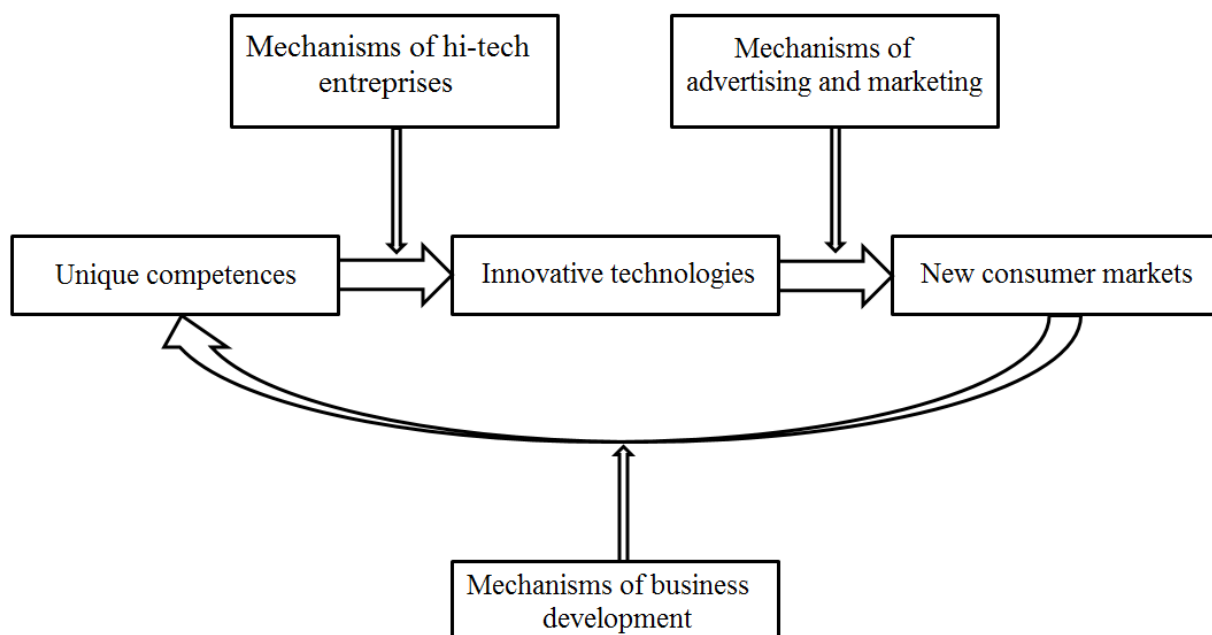 Mechanisms of hi-tech
entreprises
Mechanisms of
advertising and marketing
Unique competences
Innovative technologies
New consumer markets
Mechanisms of business
development